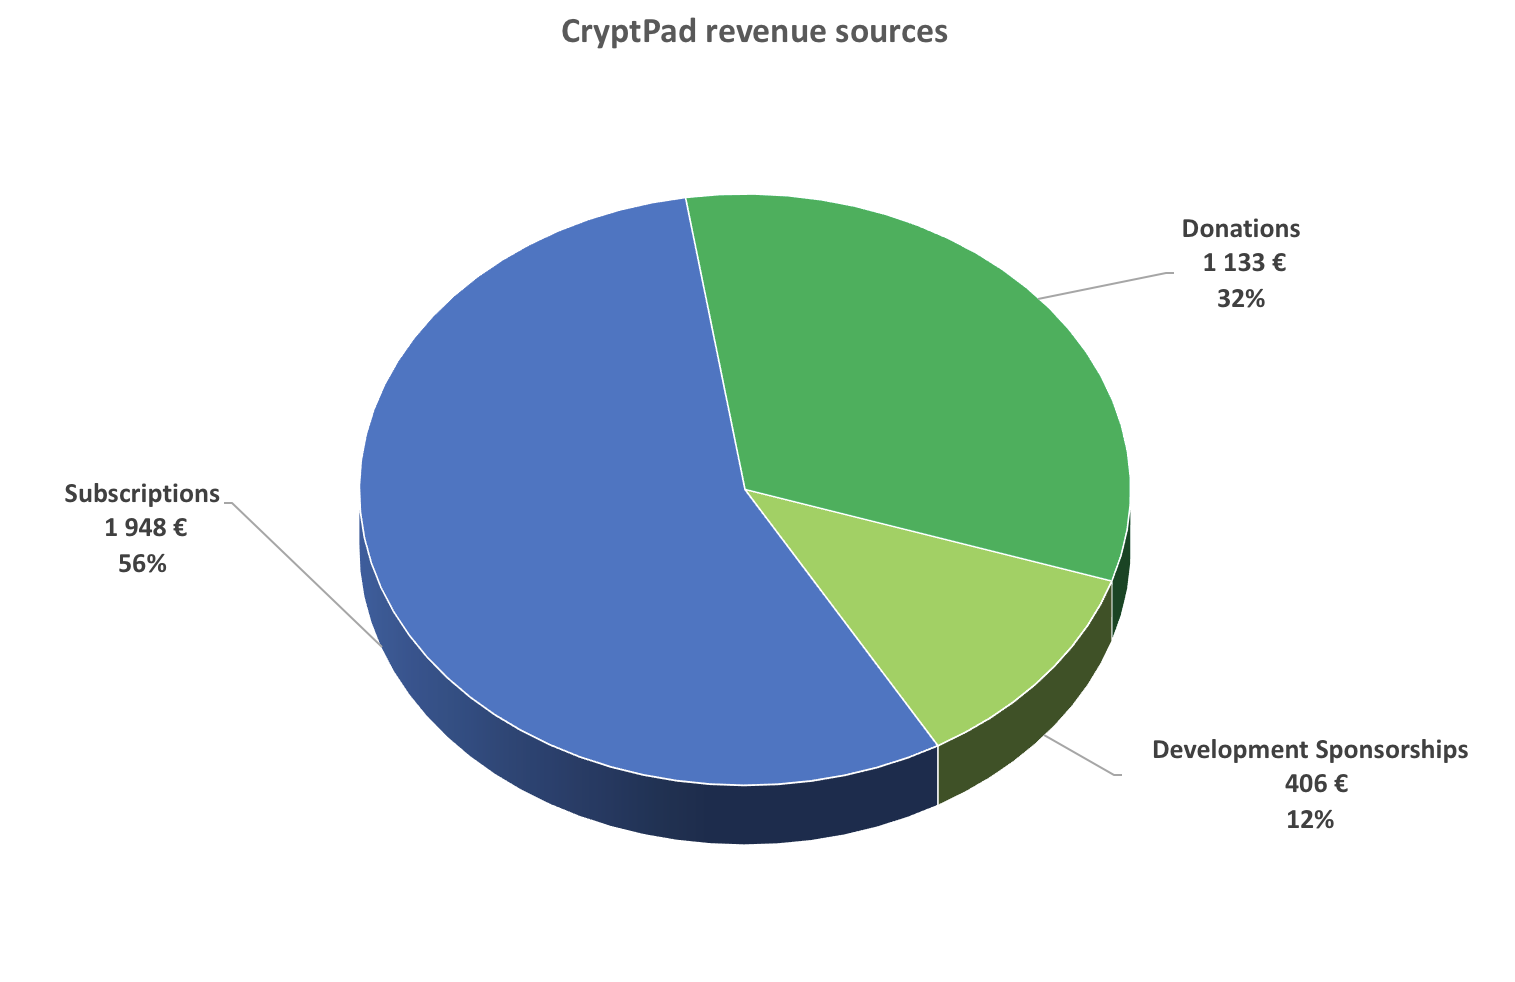 CryptPad revenue sources
Donations
1 133 €
32%
Subscriptions
1 948 €
56%
Development Sponsorships
406 €
12%